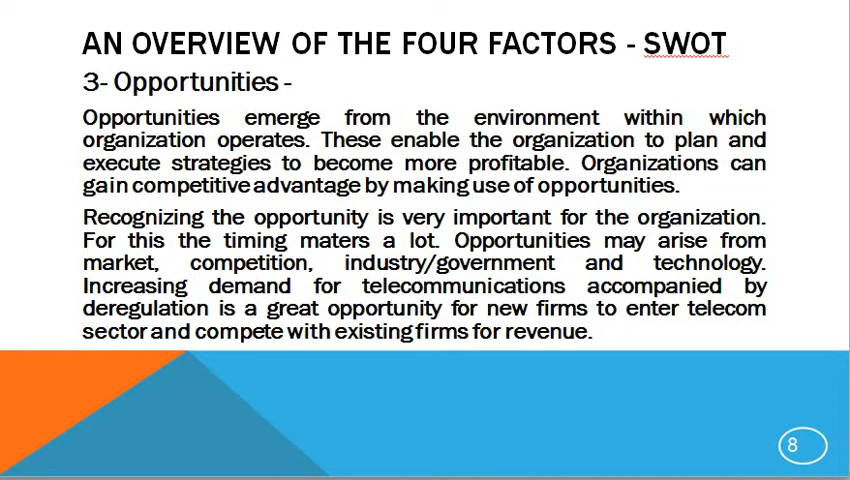 AN OVERVIEW OF THE FOUR FACTORS - SWOT
3- Opportunities -
Opportunities emerge from the environment within which
organization operates. These enable the organization to plan and
execute strategies to become more profitable. Organizations can
gain competitive advantage by making use of opportunities.
Recognizing the opportunity is very important for the organization.
For this the timing maters a lot. Opportunities may arise from
market, competition, industry/government and technology.
Increasing demand for telecommunications accompanied by
deregulation is a great opportunity for new firms to enter telecom
sector and compete with existing firms for revenue.
8